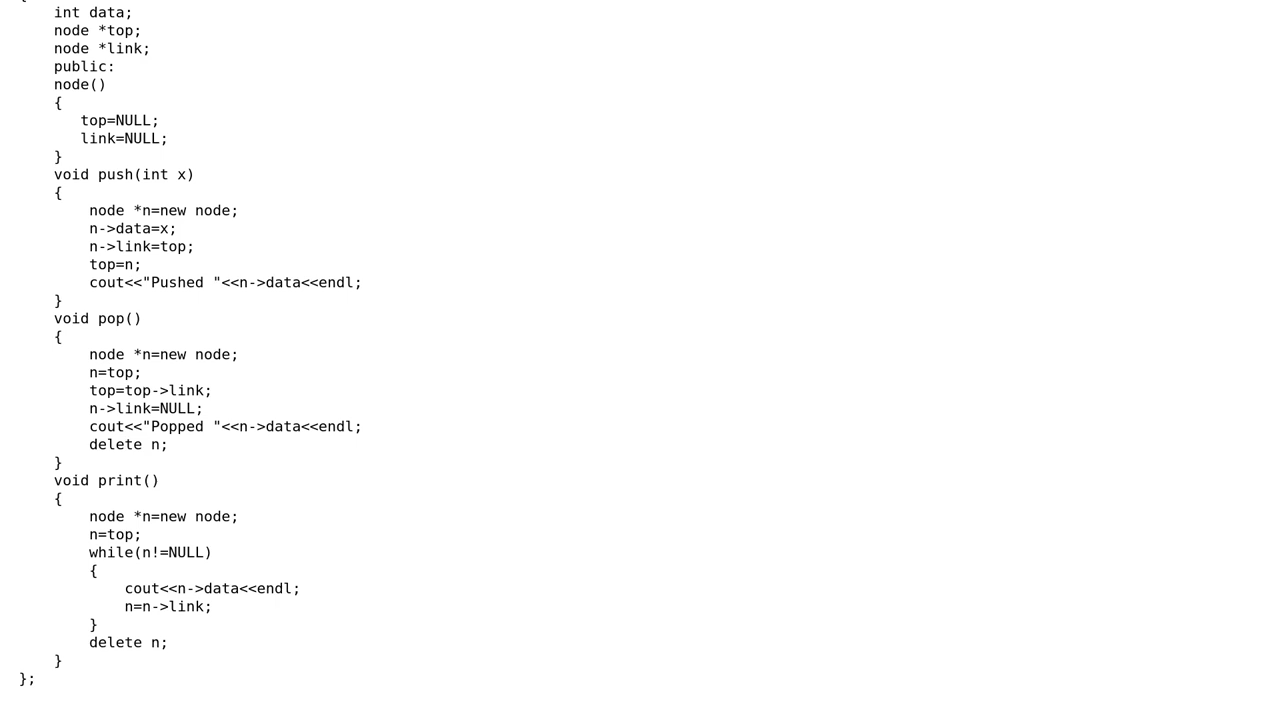 {
    int data;
    node *top;
    node *link;
    public:
    node()
    {
       top=NULL;
       link=NULL;
    }
    void push(int x)
    {
        node *n=new node;
        n->data=x;
        n->link=top;
        top=n;
        cout<<"Pushed "<<n->data<<endl;
    }
    void pop()
    {
        node *n=new node;
        n=top;
        top=top->link;
        n->link=NULL;
        cout<<"Popped "<<n->data<<endl;
        delete n;
    }
    void print()
    {
        node *n=new node;
        n=top;
        while(n!=NULL)
        {
            cout<<n->data<<endl;
            n=n->link;
        }
        delete n;
    }
};